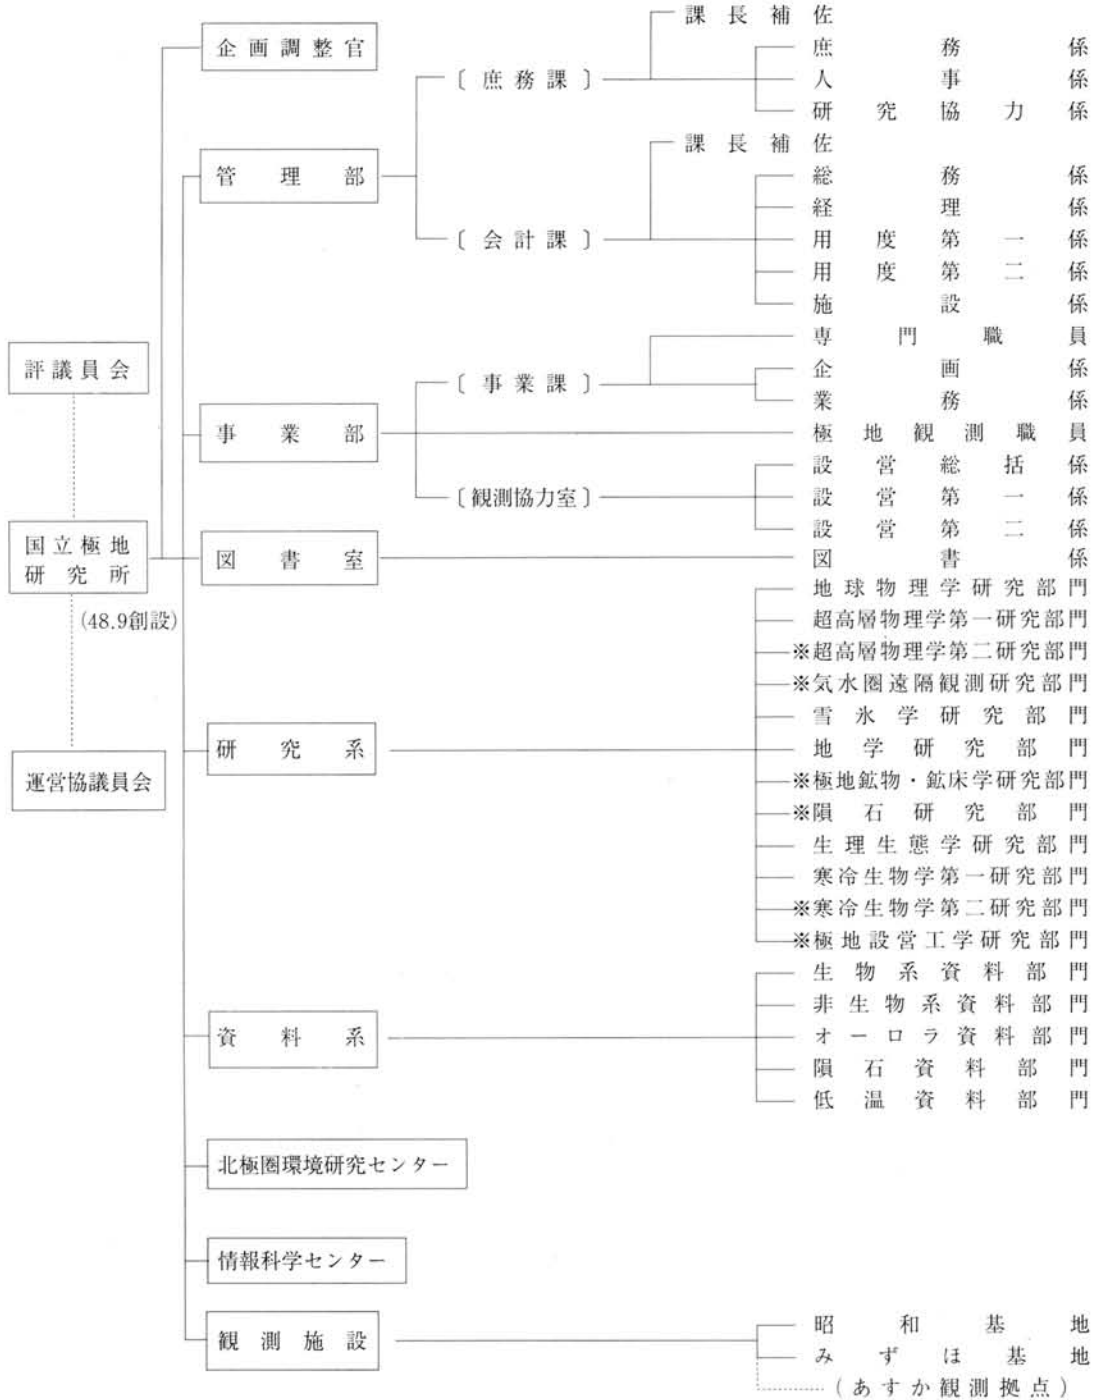 課長補佐
企画調整官
庶務係
〔庶務課〕
人事係
研究協力係
課長補佐
管理部
総務係
経理係
〔会計課〕
用度第一係
用度第二係
施設係
専門職員
評議員会
〔事業課〕
企画係
業務係
事業部
極地観測職員
設営総括係
〔観測協力室〕
設営第一係
設営第二係
国立極地
研究所
(48.9創設)
図書室
図書係
地球物理学研究部門
超高層物理学第一研究部門
※超高層物理学第二研究部門
※気水圏遠隔観測研究部門
雪氷学研究部門
研究系
地学研究部門
運営協議員会
※極地鉱物・鉱床学研究部門
※隕石研究部門
生理生態学研究部門
寒冷生物学第一研究部門
※寒冷生物学第二研究部門
※極地設営工学研究部門
生物系資料部門
非生物系資料部門
資料系
オーロラ資料部門
隕石資料部門
低温資料部門
北極圏環境研究センター
情報科学センター
観測施設
昭和基地
みずほ基地
(あすか観測拠点)